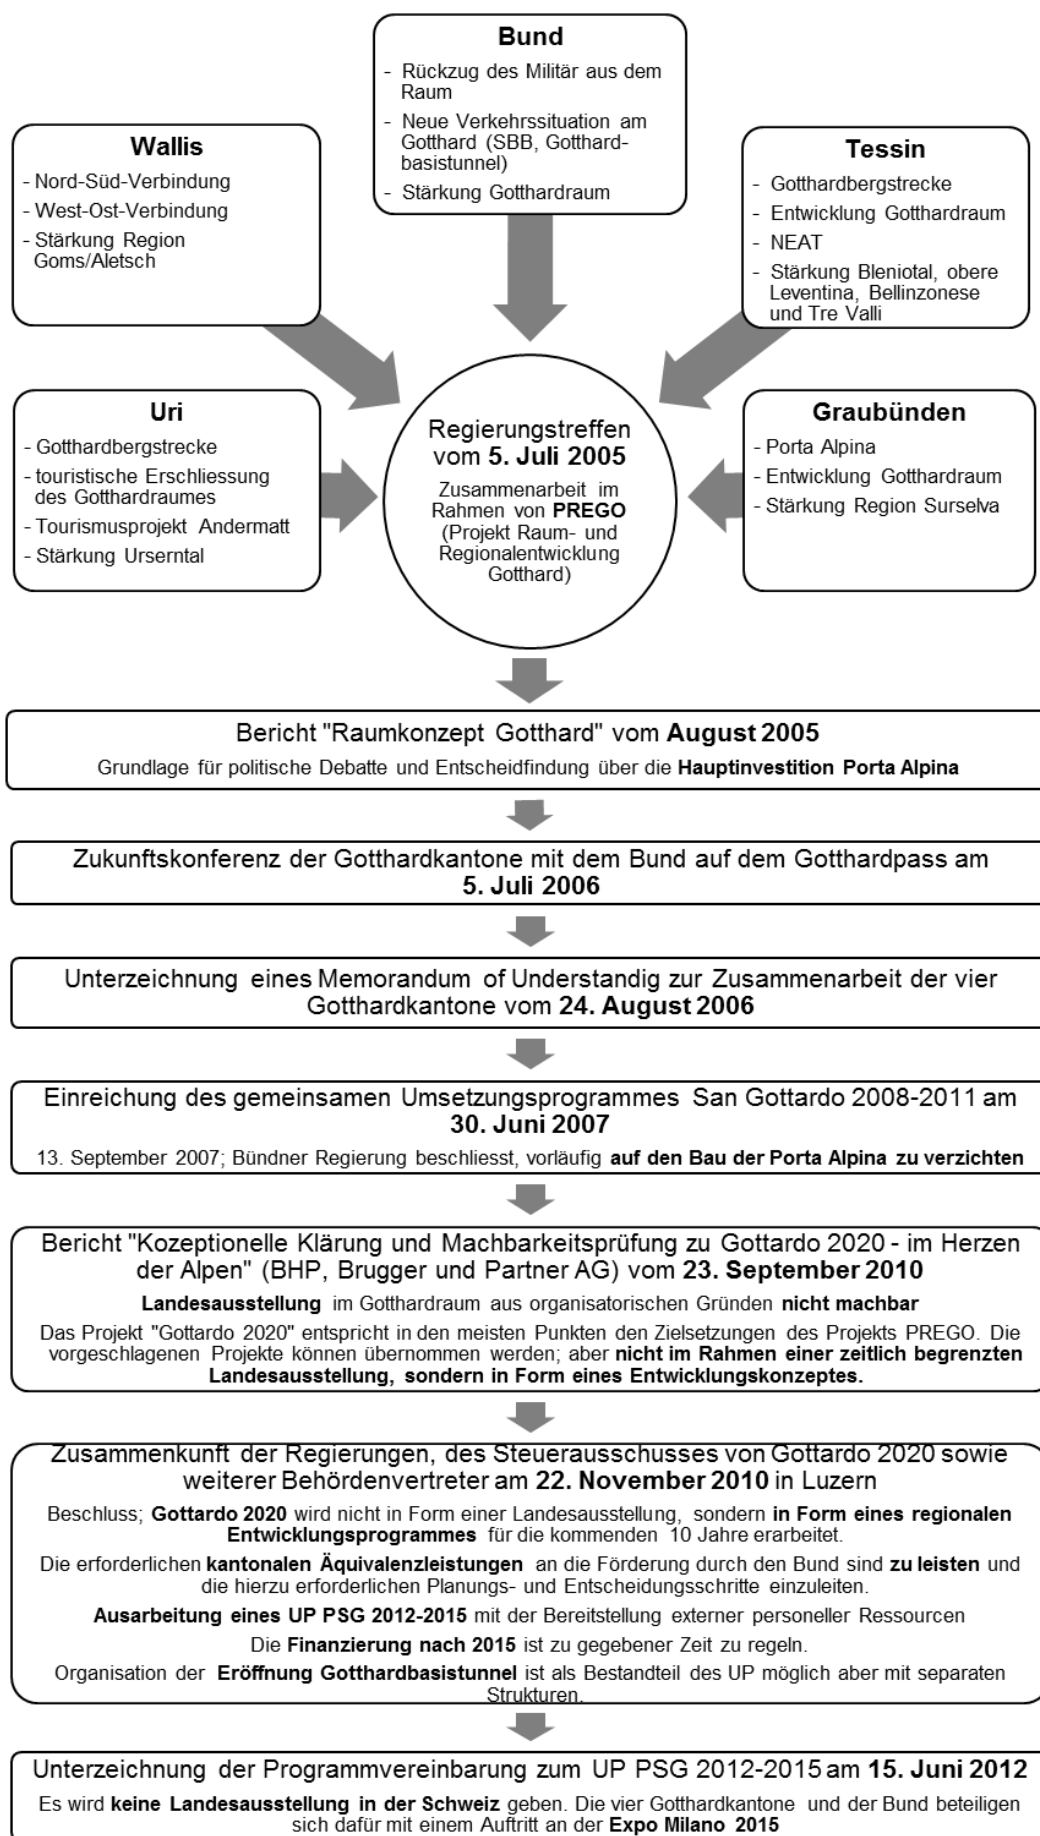 Bund
- Rückzug des Militär aus dem
Raum
- Neue Verkehrssituation am
Gotthard (SBB, Gotthard-
basistunnel)
- Stärkung Gotthardraum
Wallis
- Nord-Süd-Verbindung
- West-Ost-Verbindung
- Stärkung Region
Goms/Aletsch
Tessin
- Gotthardbergstrecke
- Entwicklung Gotthardraum
- NEAT
- Stärkung Bleniotal, obere
Leventina, Bellinzonese
und Tre Valli
Uri
- Gotthardbergstrecke
- touristische Erschliessung
des Gotthardraumes
- Tourismusprojekt Andermatt
- Stärkung Urserntal
Regierungstreffen
vom 5. Juli 2005
Zusammenarbeit im
Rahmen von PREGO
(Projekt Raum- und
Regionalentwicklung
Gotthard)
Graubünden
- Porta Alpina
- Entwicklung Gotthardraum
- Stärkung Region Surselva
Bericht "Raumkonzept Gotthard" vom August 2005
Grundlage für politische Debatte und Entscheidfindung über die Hauptinvestition Porta Alpina
Zukunftskonferenz der Gotthardkantone mit dem Bund auf dem Gotthardpass am
5. Juli 2006
Unterzeichnung eines Memorandum of Understandig zur Zusammenarbeit der vier
Gotthardkantone vom 24. August 2006
Einreichung des gemeinsamen Umsetzungsprogrammes San Gottardo 2008-2011 am
30. Juni 2007
13. September 2007; Bündner Regierung beschliesst, vorläufig auf den Bau der Porta Alpina zu verzichten
Bericht "Kozeptionelle Klärung und Machbarkeitsprüfung zu Gottardo 2020 - im Herzen
der Alpen" (BHP, Brugger und Partner AG) vom 23. September 2010
Landesausstellung im Gotthardraum aus organisatorischen Gründen nicht machbar
Das Projekt "Gottardo 2020" entspricht in den meisten Punkten den Zielsetzungen des Projekts PREGO. Die
vorgeschlagenen Projekte können übernommen werden; aber nicht im Rahmen einer zeitlich begrenzten
Landesausstellung, sondern in Form eines Entwicklungskonzeptes.
Zusammenkunft der Regierungen, des Steuerausschusses von Gottardo 2020 sowie
weiterer Behördenvertreter am 22. November 2010 in Luzern
Beschluss; Gottardo 2020 wird nicht in Form einer Landesausstellung, sondern in Form eines regionalen
Entwicklungsprogrammes für die kommenden 10 Jahre erarbeitet.
Die erforderlichen kantonalen Äquivalenzleistungen an die Förderung durch den Bund sind zu leisten und
die hierzu erforderlichen Planungs- und Entscheidungsschritte einzuleiten.
Ausarbeitung eines UP PSG 2012-2015 mit der Bereitstellung externer personeller Ressourcen
Die Finanzierung nach 2015 ist zu gegebener Zeit zu regeln.
Organisation der Eröffnung Gotthardbasistunnel ist als Bestandteil des UP möglich aber mit separaten
Strukturen.
Unterzeichnung der Programmvereinbarung zum UP PSG 2012-2015 am 15. Juni 2012
Es wird keine Landesausstellung in der Schweiz geben. Die vier Gotthardkantone und der Bund beteiligen
sich dafür mit einem Auftritt an der Expo Milano 2015